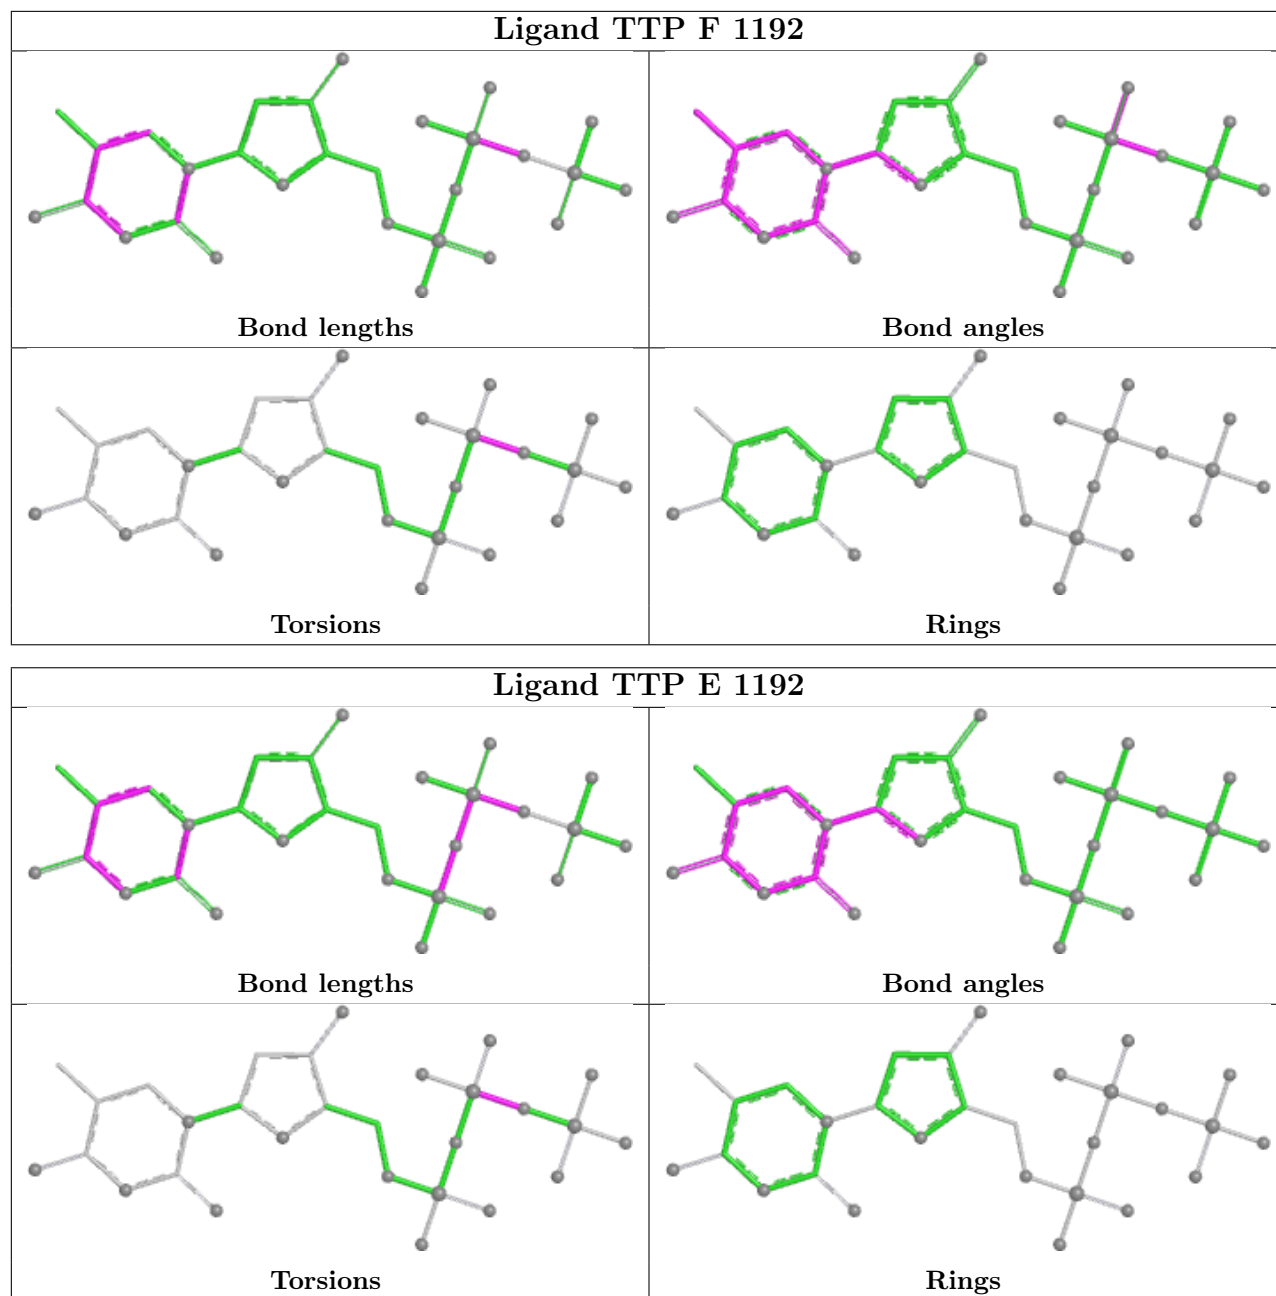 Ligand TTP F 1192
Bond lengths
Bond angles
Torsions
Rings
Ligand TTP E 1192
Bond lengths
Bond angles
Torsions
Rings